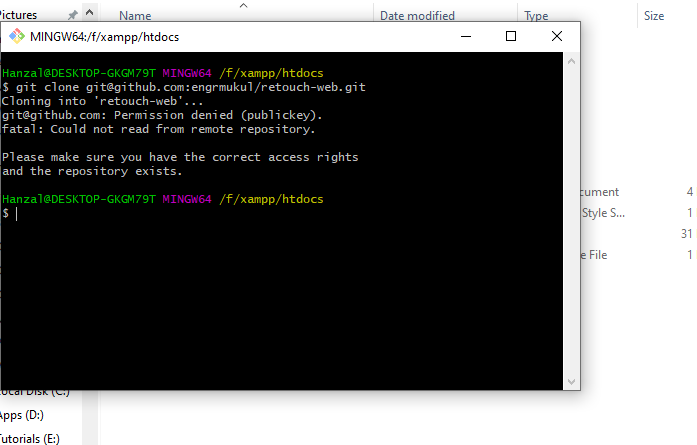 Pictures
Name
Date modified
Type
Size
MINGW64:/f/xampp/htdocs
Hanzal@DESKTOP-GKGM79T MINGW64 /f/xampp/htdocs
$ git clone git@github.com:engrmukul/retouch-web.git
Cloning into 'retouch-web'...
git@github.com: Permission denied (publickey).
fatal: Could not read from remote repository.
Please make sure you have the correct access rights
and the repository exists.
Hanzal@DESKTOP-GKGM79T MINGW64 /f/xampp/htdocs
$
cument 4
Style S... 1
31
e File 1
Local Disk (C:)
Apps (D:)
Tutorials (E:)